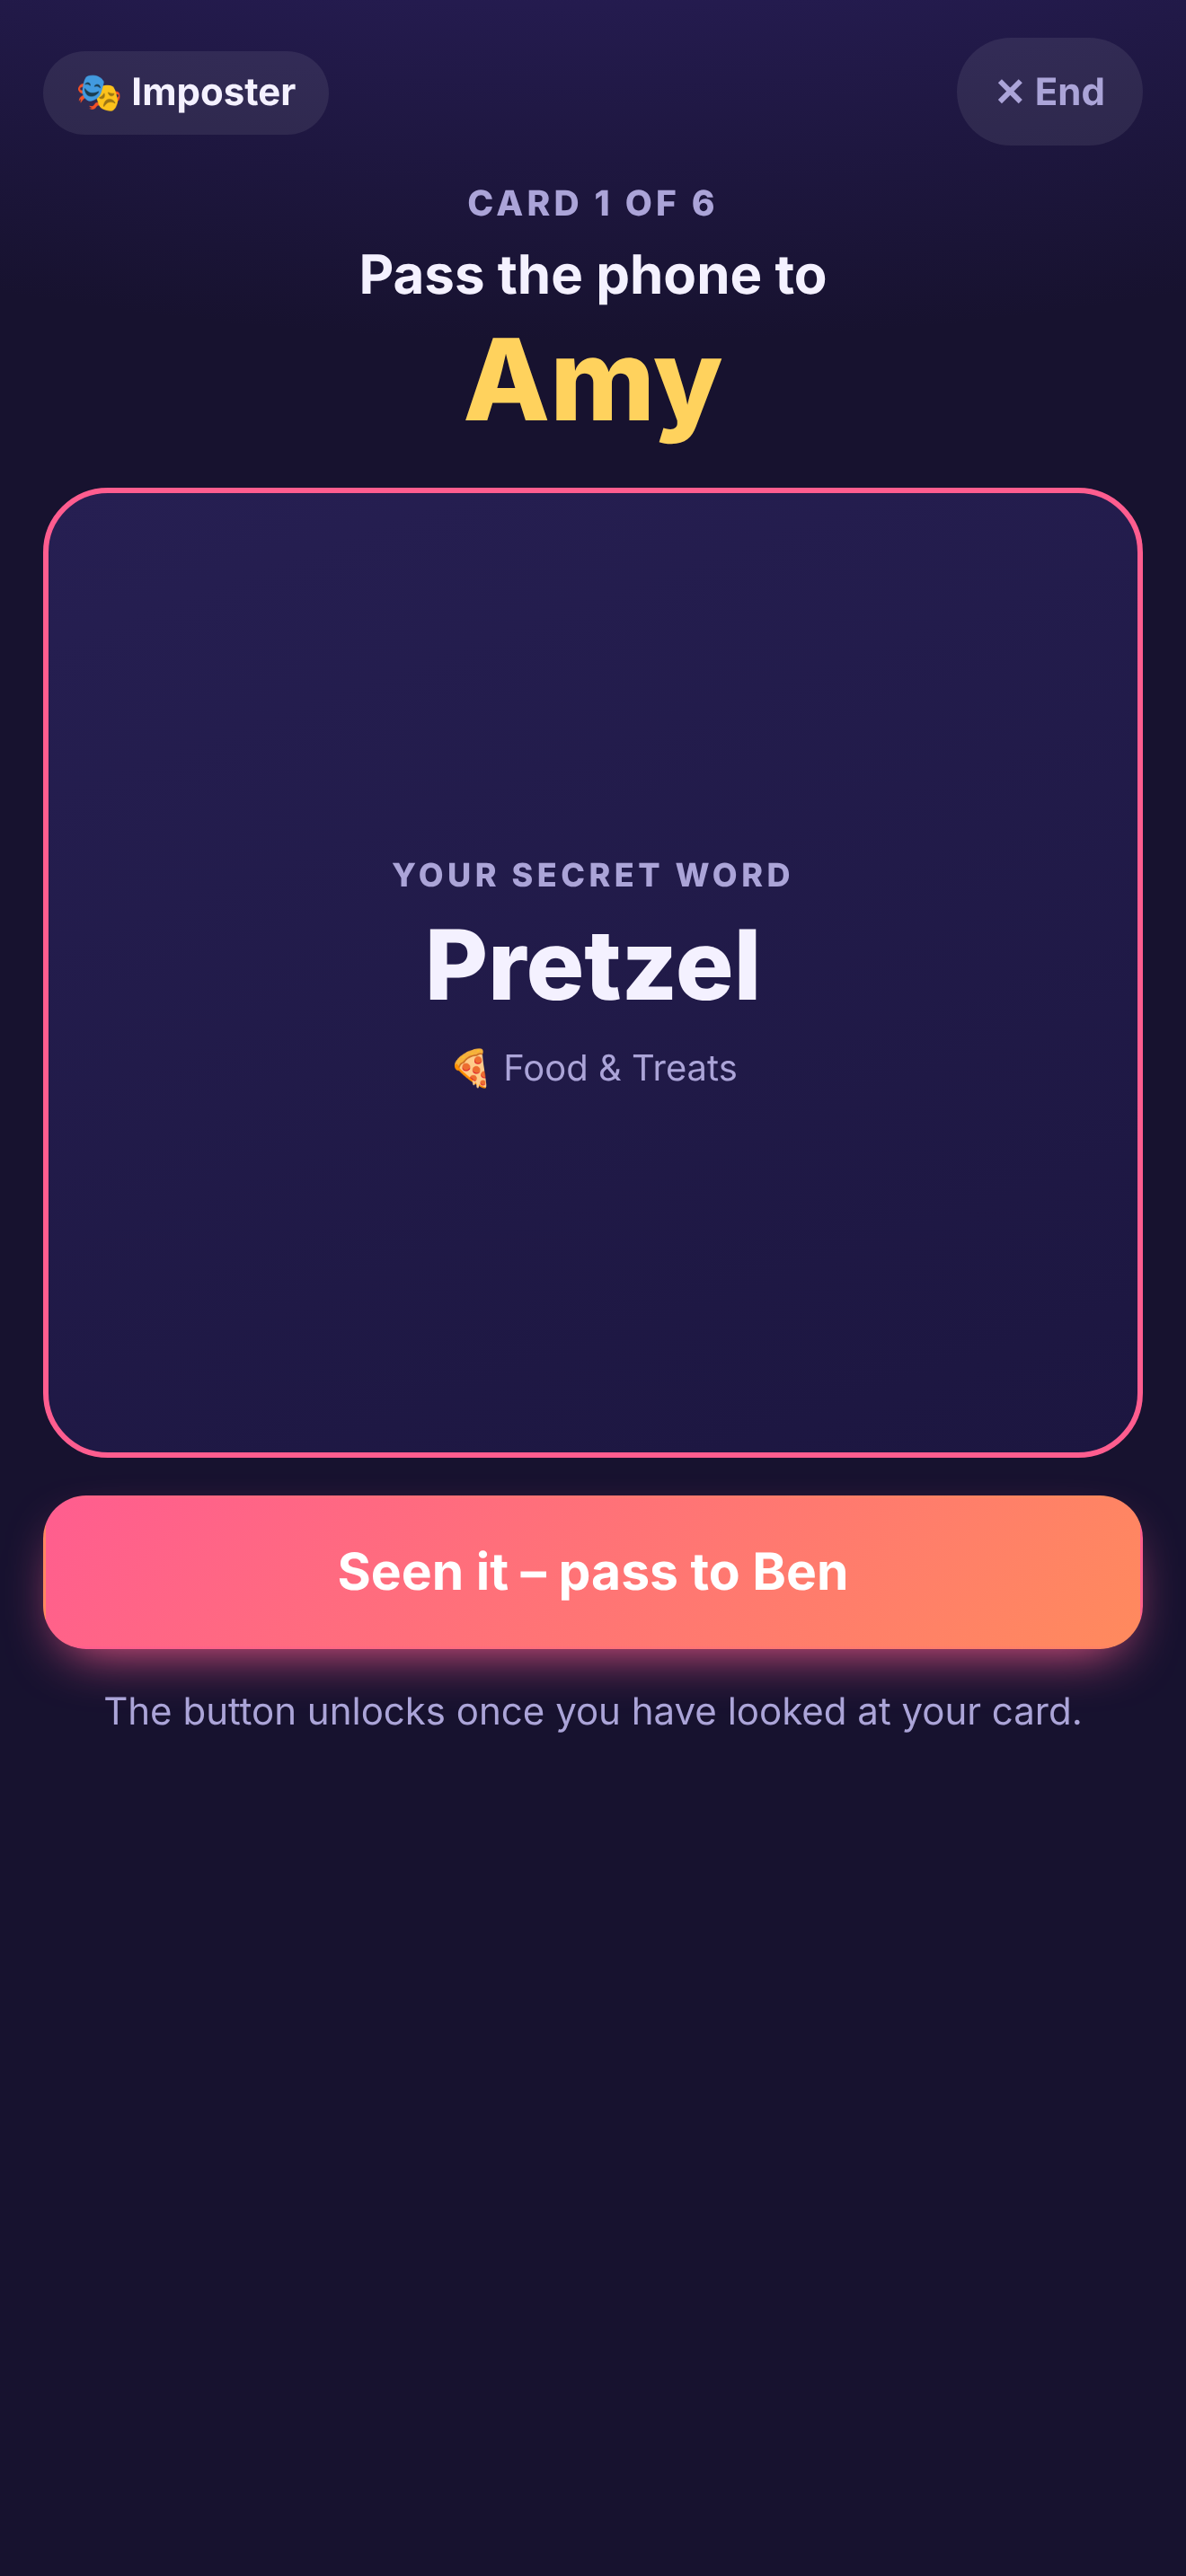 🎭 Imposter
✕ End
CARD 1 OF 6
Pass the phone to
Amy
YOUR SECRET WORD
Pretzel
🍕 Food & Treats
Seen it – pass to Ben
The button unlocks once you have looked at your card.